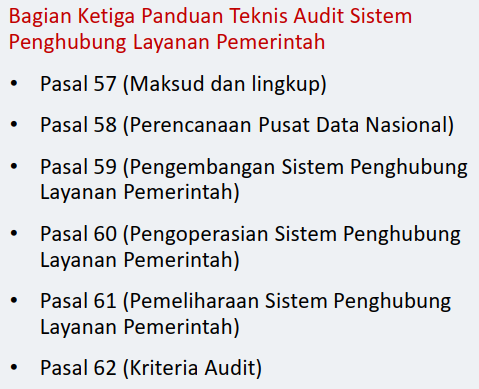 Bagian Ketiga Panduan Teknis Audit Sistem
Penghubung Layanan Pemerintah
• Pasal 57 (Maksud dan lingkup)
• Pasal 58 (Perencanaan Pusat Data Nasional)
• Pasal 59 (Pengembangan Sistem Penghubung
Layanan Pemerintah)
• Pasal 60 (Pengoperasian Sistem Penghubung
Layanan Pemerintah)
• Pasal 61 (Pemeliharaan Sistem Penghubung
Layanan Pemerintah)
• Pasal 62 (Kriteria Audit)